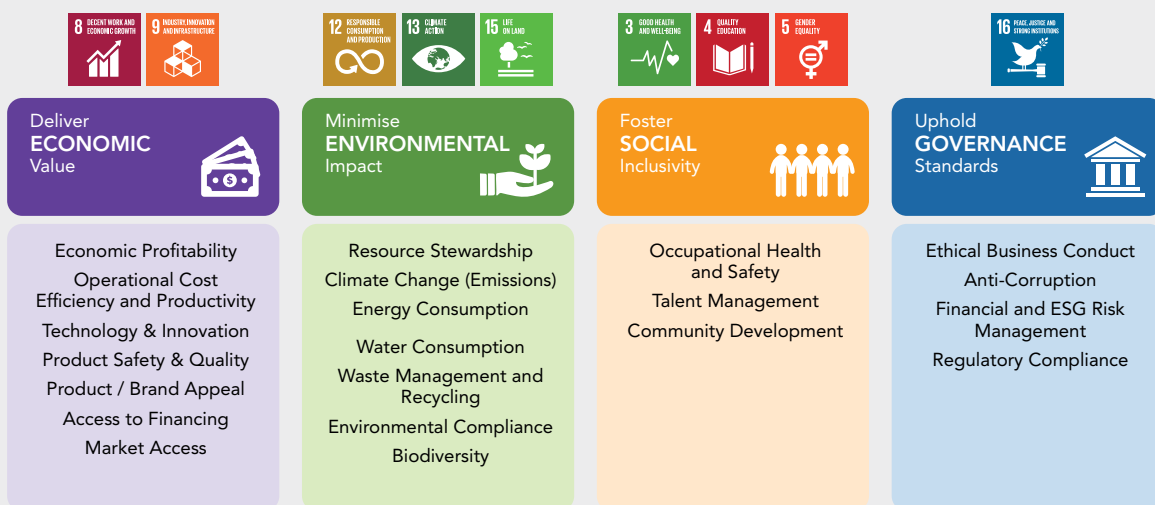 8 DECENT WORK AND
ECONOMIC GROWTH
9 INDUSTRY, INNOVATION
AND INFRASTRUCTURE
12 RESPONSIBLE
CONSUMPTION
AND PRODUCTION
13 CLIMATE
ACTION
15 LIFE
ON LAND
3 GOOD HEALTH
AND WELL-BEING
4 QUALITY
EDUCATION
5 GENDER
EQUALITY
16 PEACE, JUSTICE AND
STRONG INSTITUTIONS
Deliver
ECONOMIC
Value
Economic Profitability
Operational Cost
Efficiency and Productivity
Technology & Innovation
Product Safety & Quality
Product / Brand Appeal
Access to Financing
Market Access
Minimise
ENVIRONMENTAL
Impact
Resource Stewardship
Climate Change (Emissions)
Energy Consumption
Water Consumption
Waste Management and
Recycling
Environmental Compliance
Biodiversity
Foster
SOCIAL
Inclusivity
Occupational Health
and Safety
Talent Management
Community Development
Uphold
GOVERNANCE
Standards
Ethical Business Conduct
Anti-Corruption
Financial and ESG Risk
Management
Regulatory Compliance